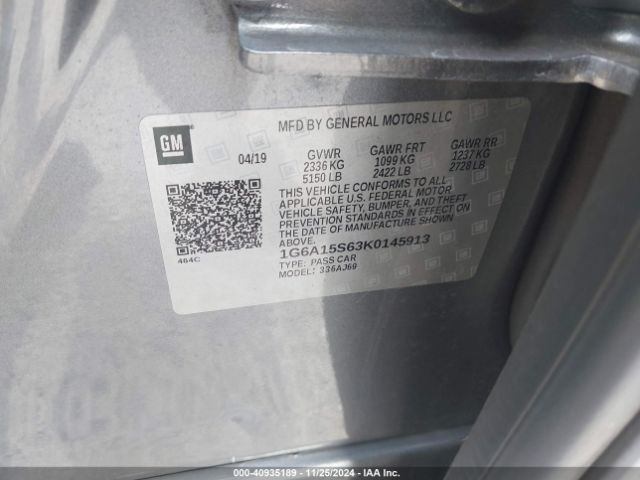 GM
MFD BY GENERAL MOTORS LLC
04/19 GVWR GAWR FRT GAWR RR
2336 KG 1099 KG 1237 KG
5150 LB 2422 LB 2728 LB
THIS VEHICLE CONFORMS TO ALL
APPLICABLE U.S. FEDERAL MOTOR
VEHICLE SAFETY, BUMPER, AND THEFT
PREVENTION STANDARDS IN EFFECT ON
THE DATE OF MANUFACTURE SHOWN
ABOVE.
1G6A15S63K0145913
TYPE: PASS CAR
MODEL: 336AJ69
464C
000-40935189 - 11/25/2024 - IAA Inc.